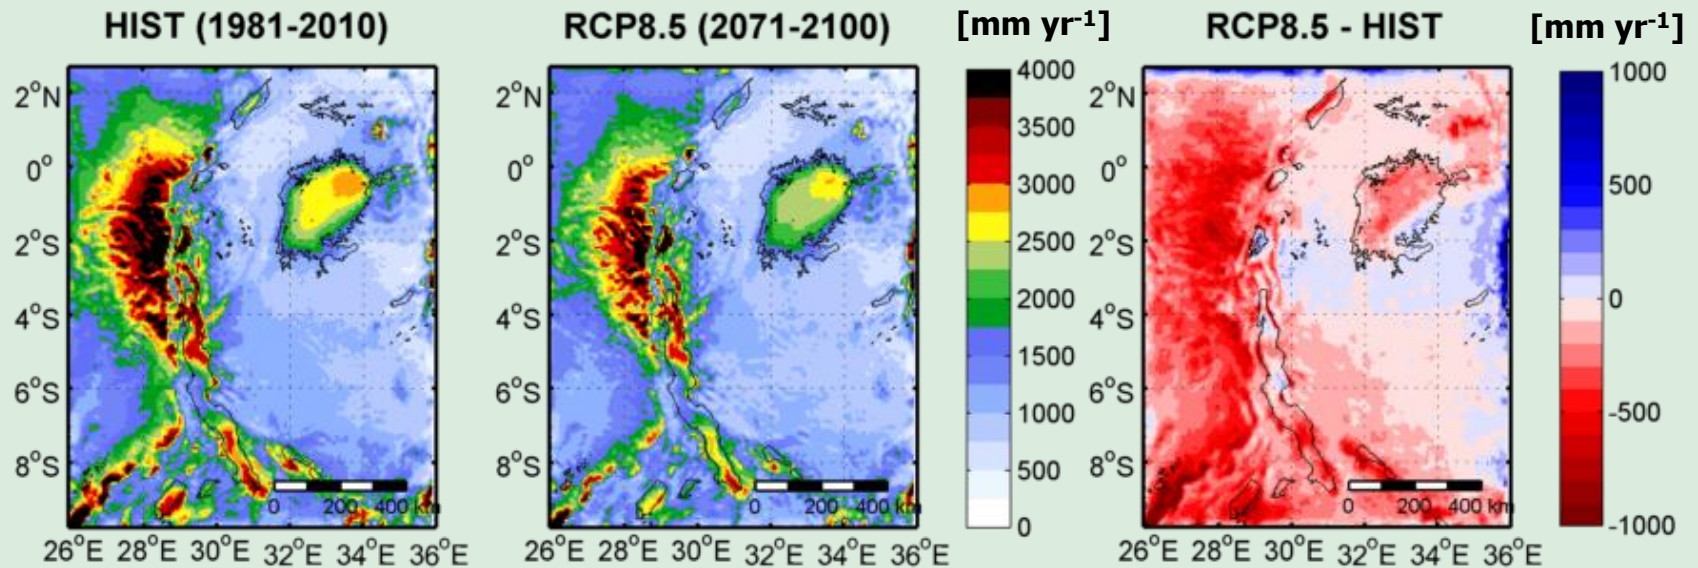 HIST (1981-2010)
RCP8.5 (2071-2100)
[mm yr-1]
RCP8.5 - HIST
[mm yr-1]
2°N
0°
2°S
4°S
6°S
8°S
0 200 400 km
26°E 28°E 30°E 32°E 34°E 36°E
2°N
0°
2°S
4°S
6°S
8°S
0 200 400 km
26°E 28°E 30°E 32°E 34°E 36°E
4000
3500
3000
2500
2000
1500
1000
500
0
2°N
0°
2°S
4°S
6°S
8°S
0 200 400 km
26°E 28°E 30°E 32°E 34°E 36°E
1000
500
0
-500
-1000